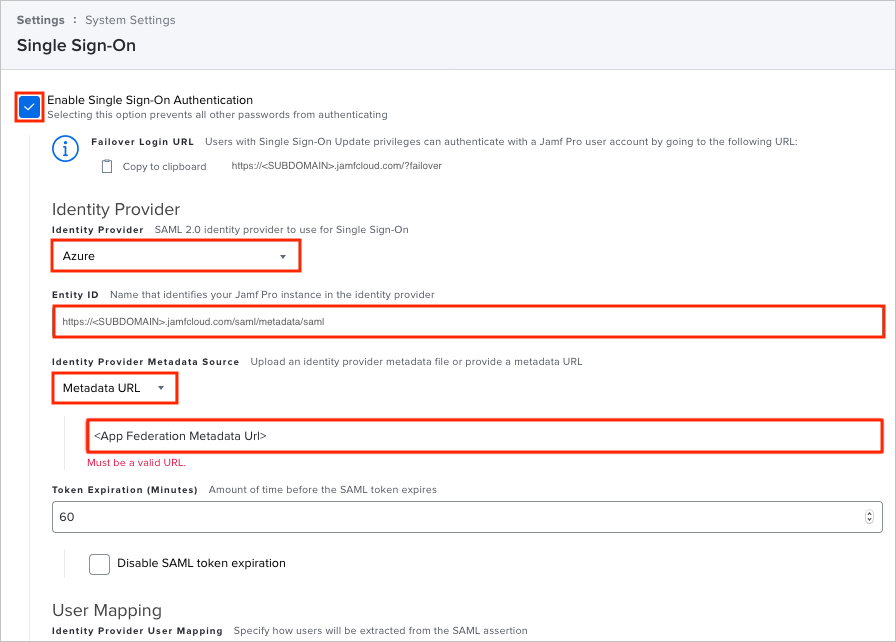 Settings : System Settings
Single Sign-On
Enable Single Sign-On Authentication
Selecting this option prevents all other passwords from authenticating
Failover Login URL Users with Single Sign-On Update privileges can authenticate with a Jamf Pro user account by going to the following URL:
Copy to clipboard https://<SUBDOMAIN>.jamfcloud.com/?failover
Identity Provider
Identity Provider SAML 2.0 identity provider to use for Single Sign-On
Azure
Entity ID Name that identifies your Jamf Pro instance in the identity provider
https://<SUBDOMAIN>.jamfcloud.com/saml/metadata/saml
Identity Provider Metadata Source Upload an identity provider metadata file or provide a metadata URL
Metadata URL
<App Federation Metadata Url>
Must be a valid URL.
Token Expiration (Minutes) Amount of time before the SAML token expires
60
Disable SAML token expiration
User Mapping
Identity Provider User Mapping Specify how users will be extracted from the SAML assertion